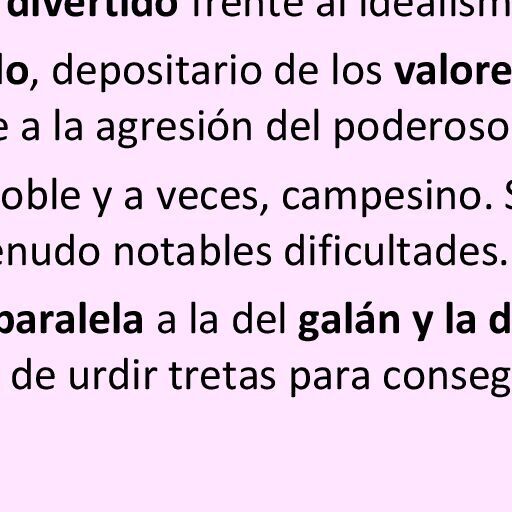 divertido frente al idealism
lo, depositario de los valore
e a la agresión del poderoso
oble y a veces, campesino. S
enudo notables dificultades.
paralela a la del galán y la d
de urdir tretas para conseg